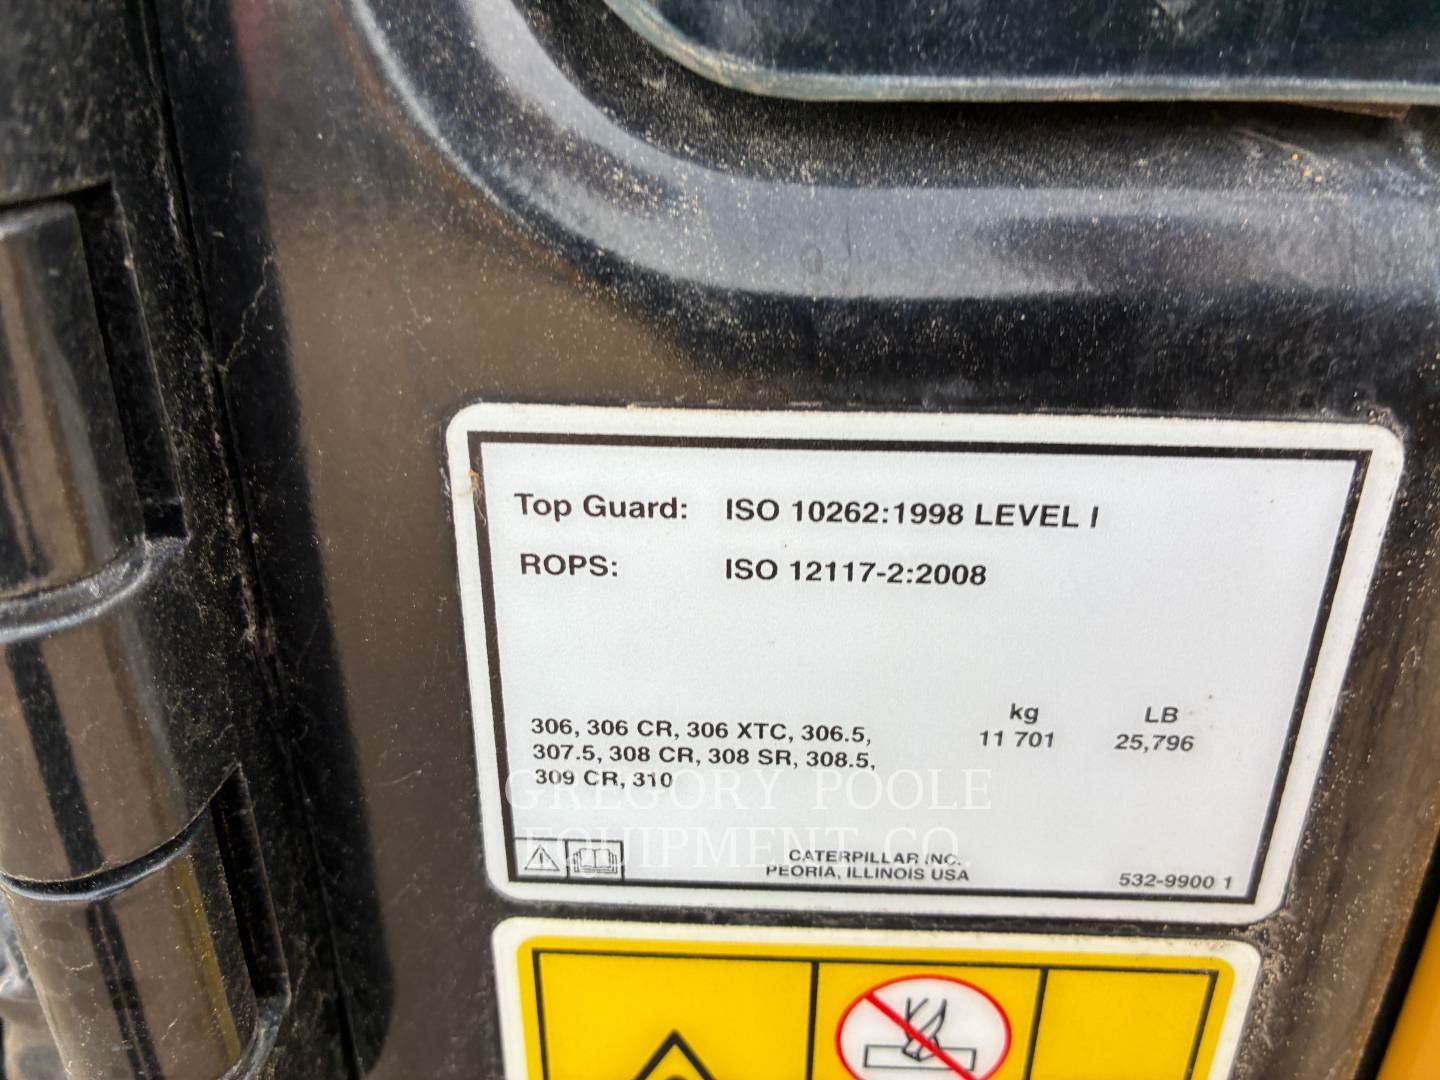 Top Guard: ISO 10262:1998 LEVEL I
ROPS: ISO 12117-2:2008
kg LB
306, 306 CR, 306 XTC, 306.5, 11 701 25,796
307.5, 308 CR, 308 SR, 308.5,
309 CR, 310
GREGORY POOLE
EQUIPMENT CO.
CATERPILLAR INC.
PEORIA, ILLINOIS USA
532-9900 1